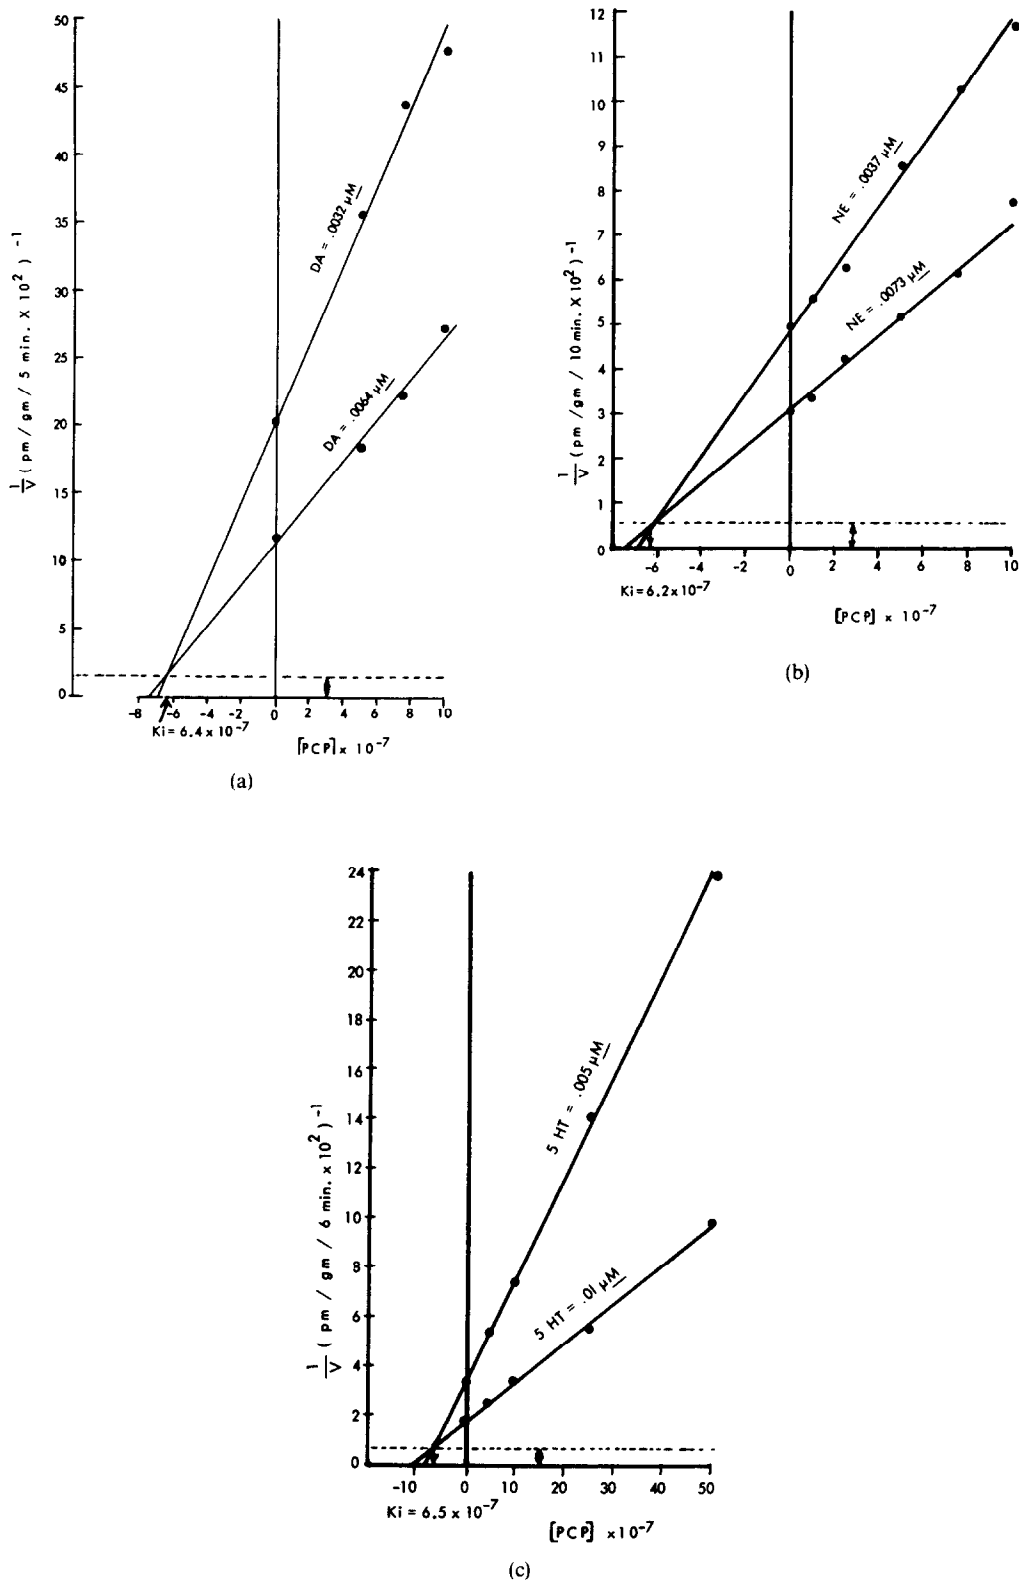 50
45
40
35
30
25
20
15
10
5
0
1/V ( pm / gm / 5 min. X 10² ) ⁻¹
DA = .0032 µM
DA = .0064 µM
-8 -6 -4 -2 0 2 4 6 8 10
Ki = 6.4 x 10⁻⁷
[PCP] x 10⁻⁷
(a)
12
11
10
9
8
7
6
5
4
3
2
1
0
1/V ( pm / gm / 10 min. X 10² ) ⁻¹
NE = .0037 µM
NE = .0073 µM
-6 -4 -2 0 2 4 6 8 10
Ki = 6.2 x 10⁻⁷
[PCP] x 10⁻⁷
(b)
24
22
20
18
16
14
12
10
8
6
4
2
0
1/V ( pm / gm / 6 min. x 10² ) ⁻¹
5 HT = .005 µM
5 HT = .01 µM
-10 0 10 20 30 40 50
Ki = 6.5 x 10⁻⁷
[PCP] x10⁻⁷
(c)